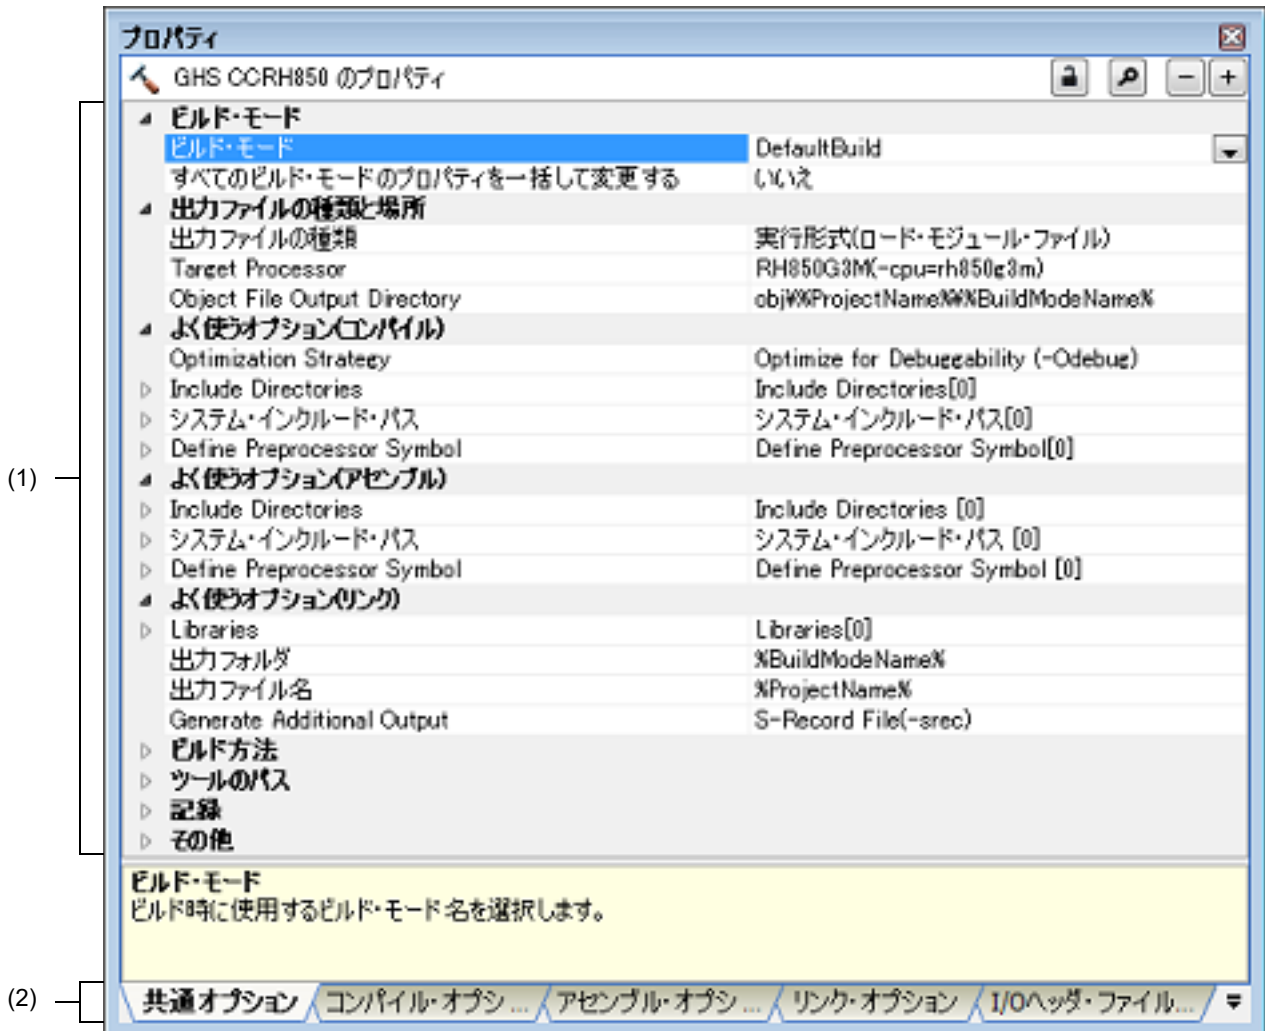 プロパティ
GHS CCRH850 のプロパティ
ビルド・モード
ビルド・モード DefaultBuild
すべてのビルド・モードのプロパティを一括して変更する いいえ
出力ファイルの種類と場所
出力ファイルの種類 実行形式(ロード・モジュール・ファイル)
Target Processor RH850G3M(-cpu=rh850g3m)
Object File Output Directory obj¥%ProjectName%¥%BuildModeName%
よく使うオプション(コンパイル)
Optimization Strategy Optimize for Debuggability (-Odebug)
Include Directories Include Directories[0]
システム・インクルード・パス システム・インクルード・パス[0]
Define Preprocessor Symbol Define Preprocessor Symbol[0]
(1)
よく使うオプション(アセンブル)
Include Directories Include Directories [0]
システム・インクルード・パス システム・インクルード・パス [0]
Define Preprocessor Symbol Define Preprocessor Symbol [0]
よく使うオプション(リンク)
Libraries Libraries[0]
出力フォルダ %BuildModeName%
出力ファイル名 %ProjectName%
Generate Additional Output S-Record File(-srec)
ビルド方法
ツールのパス
記録
その他
ビルド・モード
ビルド時に使用するビルド・モード名を選択します。
(2)
共通オプション コンパイル・オプシ ... アセンブル・オプシ ... リンク・オプション I/Oヘッダ・ファイル...